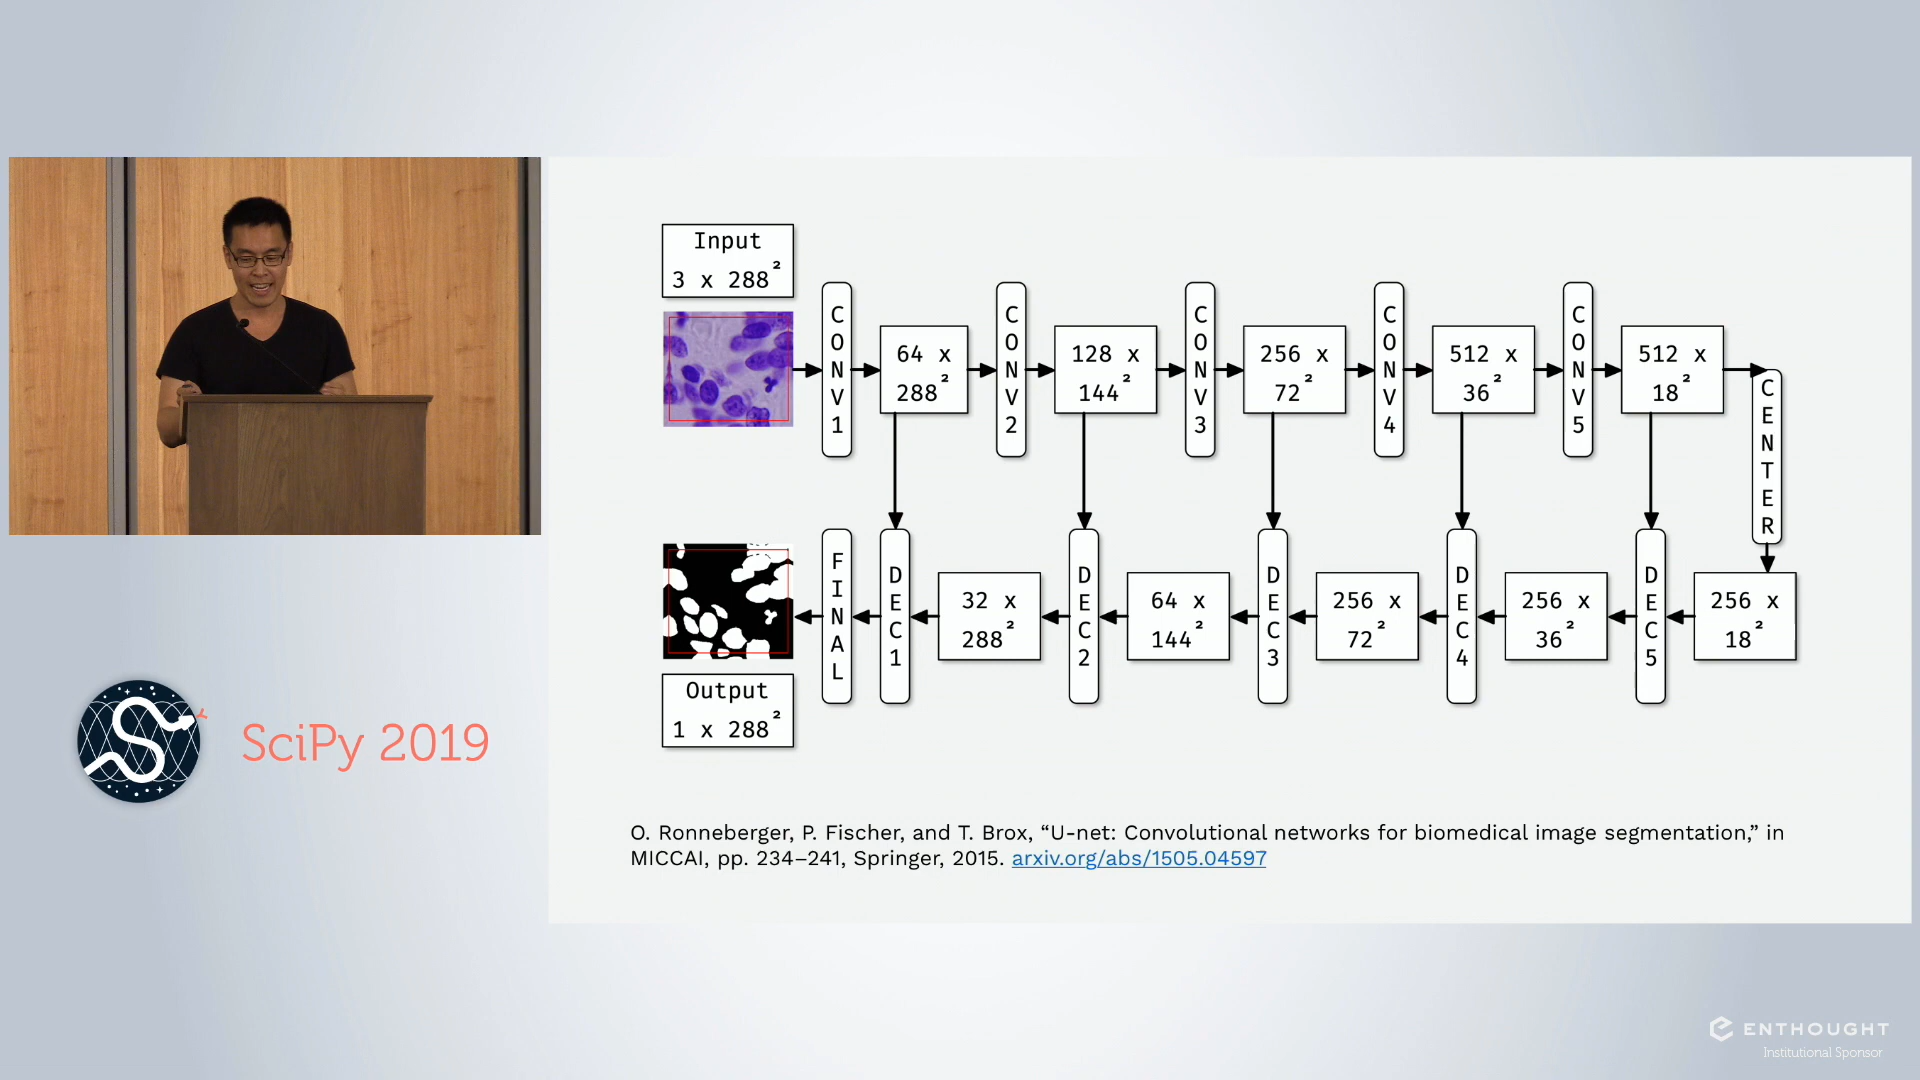 Input
3 x 288²
CONV1
64 x
288²
CONV2
128 x
144²
CONV3
256 x
72²
CONV4
512 x
36²
CONV5
512 x
18²
CENTER
FINAL
DEC1
32 x
288²
DEC2
64 x
144²
DEC3
256 x
72²
DEC4
256 x
36²
DEC5
256 x
18²
Output
1 x 288²
O. Ronneberger, P. Fischer, and T. Brox, “U-net: Convolutional networks for biomedical image segmentation,” in
MICCAI, pp. 234–241, Springer, 2015. arxiv.org/abs/1505.04597
SciPy 2019
ENTHOUGHT
Institutional Sponsor